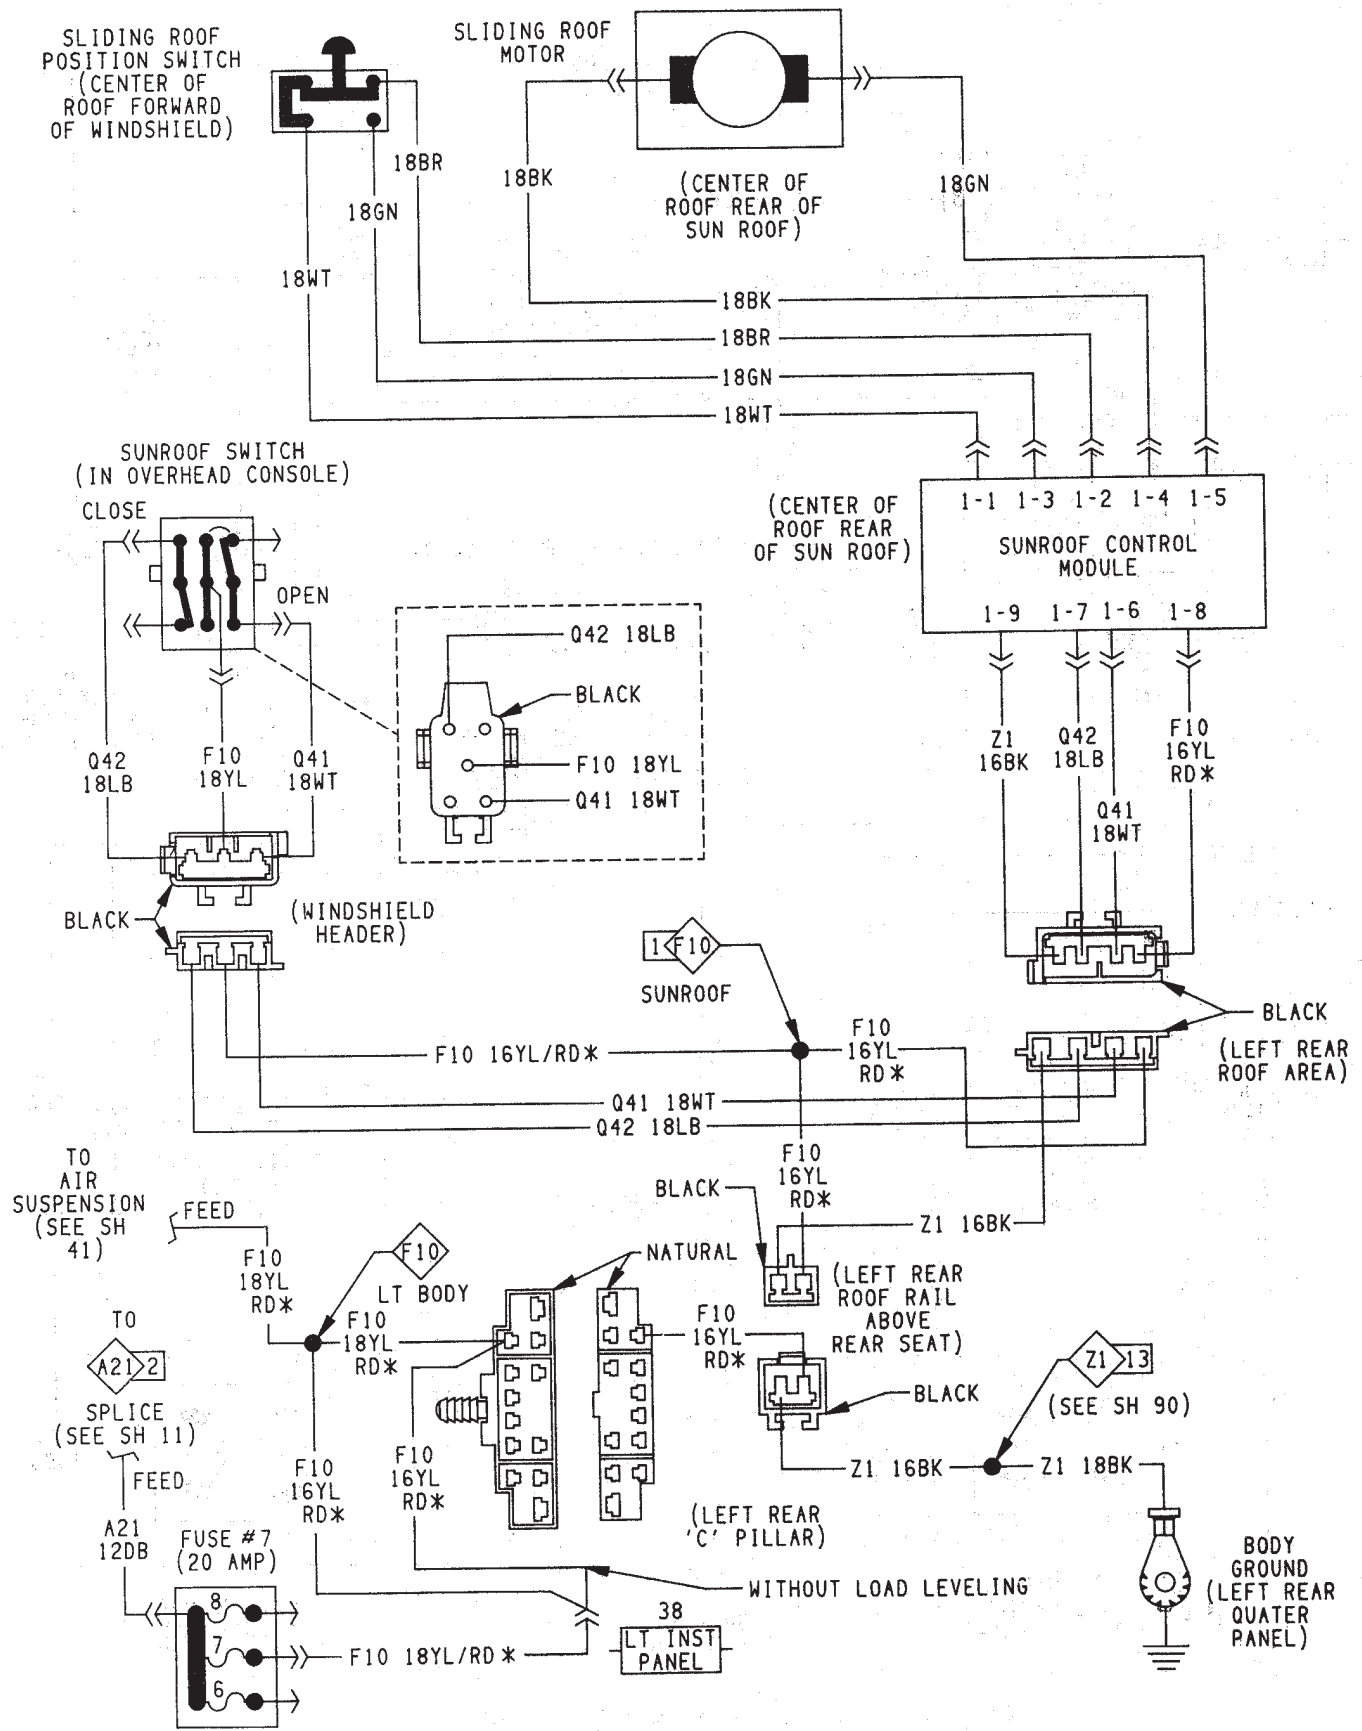 SLIDING ROOF
POSITION SWITCH
(CENTER OF
ROOF FORWARD
OF WINDSHIELD)
SLIDING ROOF
MOTOR
(CENTER OF
ROOF REAR OF
SUN ROOF)
18BR
18GN
18WT
18BK
18GN
18BK
18BR
18GN
18WT
SUNROOF SWITCH
(IN OVERHEAD CONSOLE)
CLOSE
OPEN
(CENTER OF
ROOF REAR
OF SUN ROOF)
1-1 1-3 1-2 1-4 1-5
SUNROOF CONTROL
MODULE
1-9 1-7 1-6 1-8
Q42 18LB
BLACK
F10 18YL
Q41 18WT
Q42
18LB
F10
18YL
Q41
18WT
Z1
16BK
Q42
18LB
Q41
18WT
F10
16YL
RD*
BLACK
(WINDSHIELD
HEADER)
1 F10
SUNROOF
BLACK
(LEFT REAR
ROOF AREA)
F10 16YL/RD*
F10
16YL
RD*
Q41 18WT
Q42 18LB
F10
16YL
RD*
BLACK
Z1 16BK
TO
AIR
SUSPENSION
(SEE SH
41)
FEED
F10
18YL
RD*
F10
LT BODY
F10
18YL
RD*
NATURAL
F10
16YL
RD*
(LEFT REAR
ROOF RAIL
ABOVE
REAR SEAT)
BLACK
Z1 13
(SEE SH 90)
TO
A21 2
SPLICE
(SEE SH 11)
FEED
A21
12DB
F10
16YL
RD*
F10
16YL
RD*
(LEFT REAR
'C' PILLAR)
Z1 16BK
Z1 18BK
BODY
GROUND
(LEFT REAR
QUATER
PANEL)
FUSE #7
(20 AMP)
8
7
6
F10 18YL/RD*
WITHOUT LOAD LEVELING
38
LT INST
PANEL